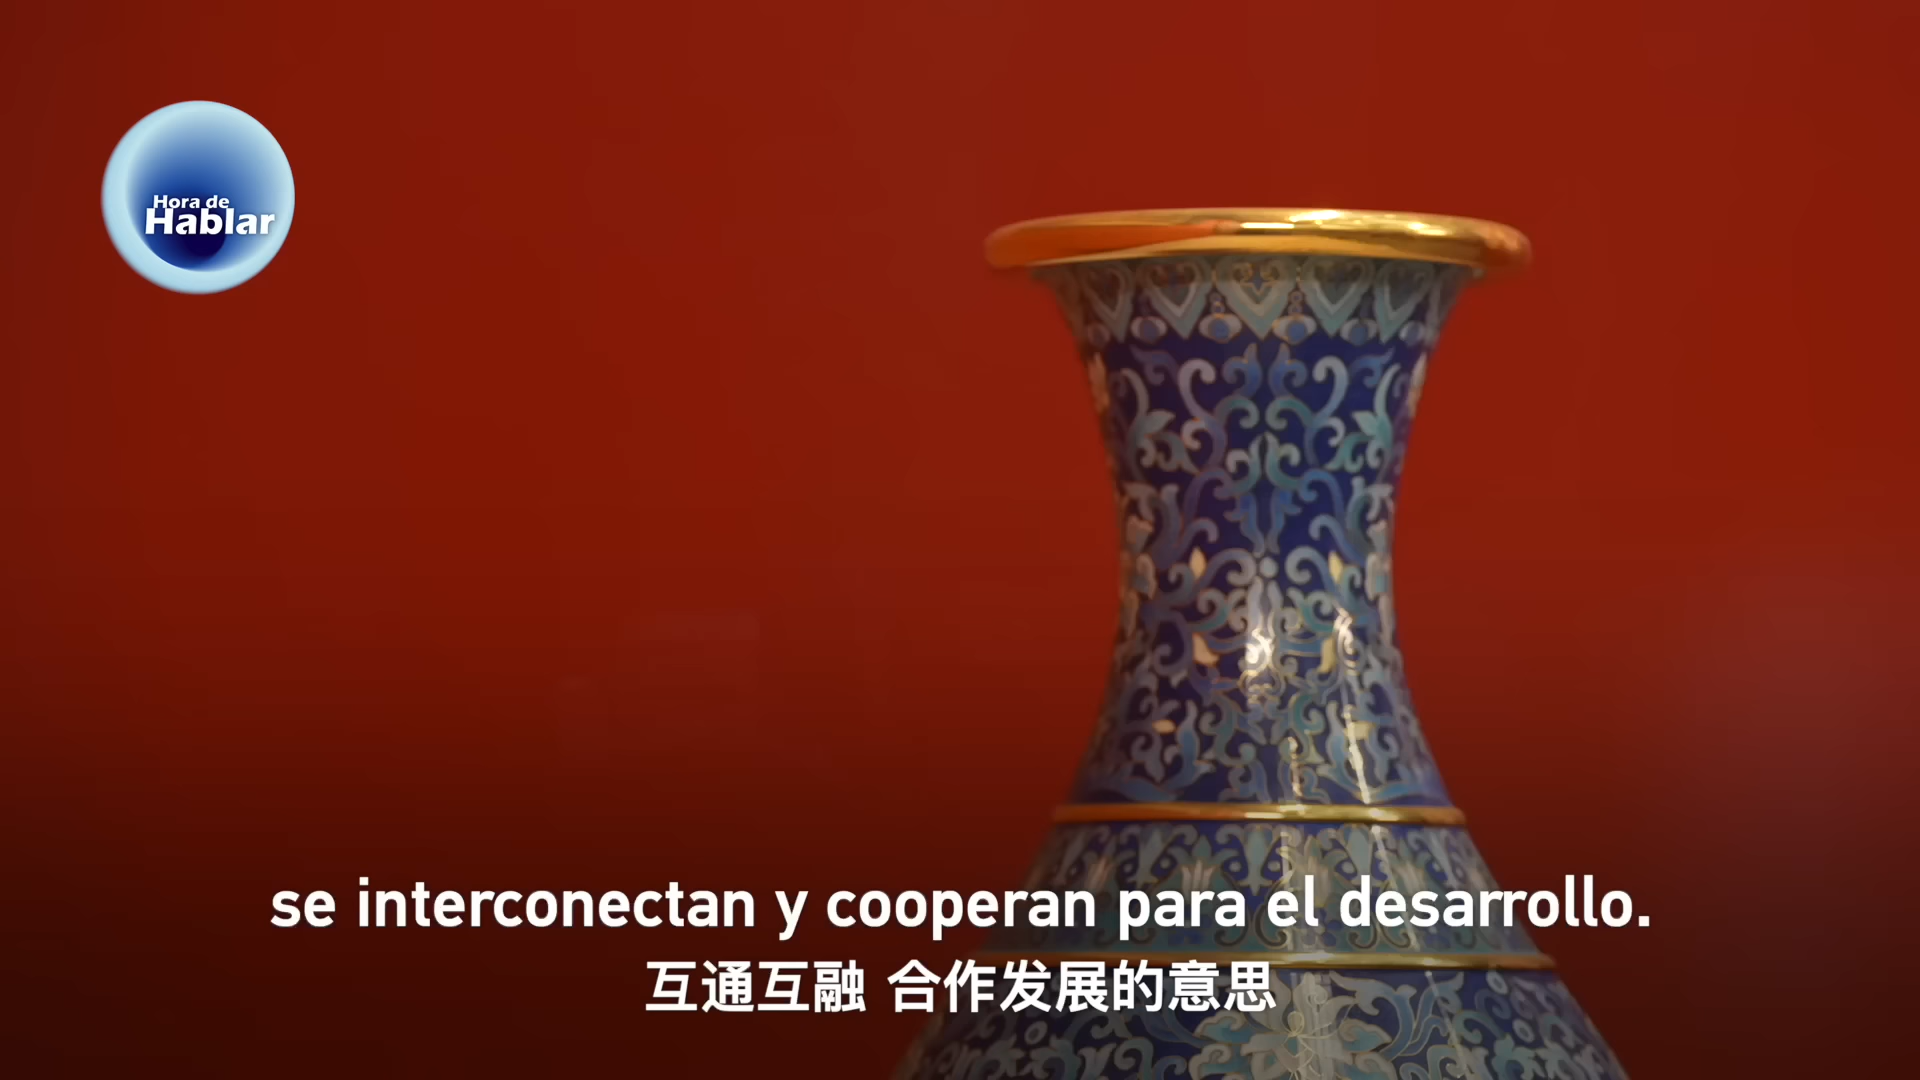 Hora de
Hablar
se interconectan y cooperan para el desarrollo.
互通互融 合作发展的意思